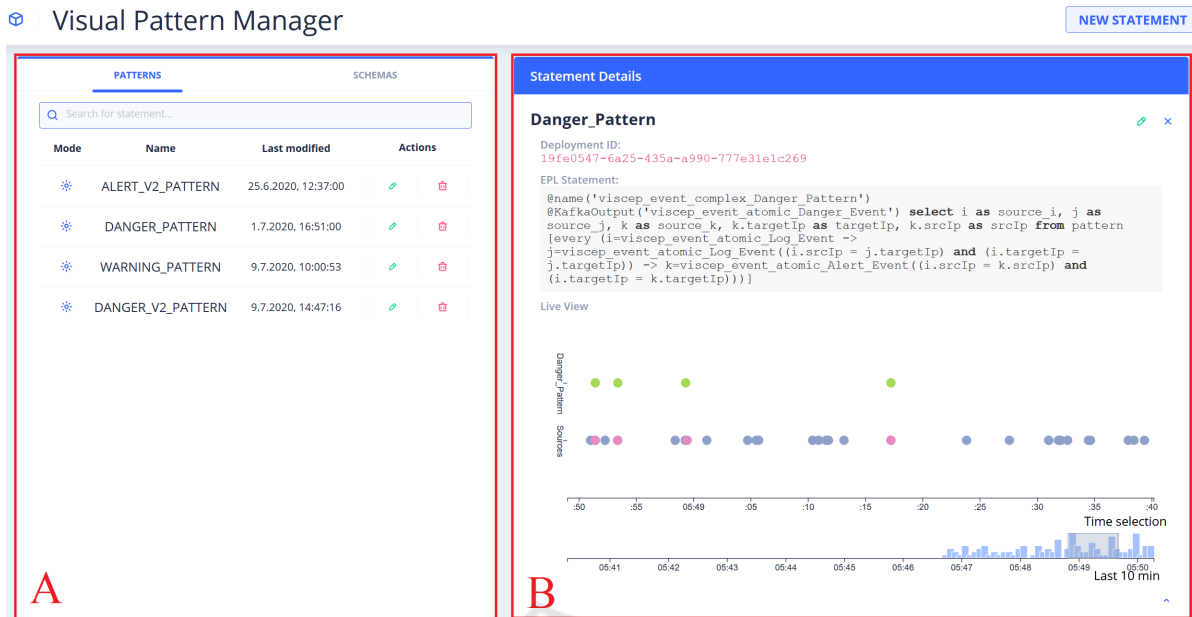 Visual Pattern Manager
NEW STATEMENT
PATTERNS
SCHEMAS
Search for statement...
Mode Name Last modified Actions
ALERT_V2_PATTERN 25.6.2020, 12:37:00
DANGER_PATTERN 1.7.2020, 16:51:00
WARNING_PATTERN 9.7.2020, 10:00:53
DANGER_V2_PATTERN 9.7.2020, 14:47:16
A
Statement Details
Danger_Pattern
Deployment ID:
19fe0547-6a25-435a-a990-777e31e1c269
EPL Statement:
@name('viscep_event_complex_Danger_Pattern')
@KafkaOutput('viscep_event_atomic_Danger_Event') select i as source_i, j as
source_j, k as source_k, k.targetIp as targetIp, k.srcIp as srcIp from pattern
[every (i=viscep_event_atomic_Log_Event ->
j=viscep_event_atomic_Log_Event((i.srcIp = j.targetIp) and (i.targetIp =
j.targetIp)) -> k=viscep_event_atomic_Alert_Event((i.srcIp = k.srcIp) and
(i.targetIp = k.targetIp)))]
Live View
Danger_Pattern
Sources
:50 :55 05:49 :05 :10 :15 :20 :25 :30 :35 :40
Time selection
05:41 05:42 05:43 05:44 05:45 05:46 05:47 05:48 05:49 05:50
Last 10 min
B